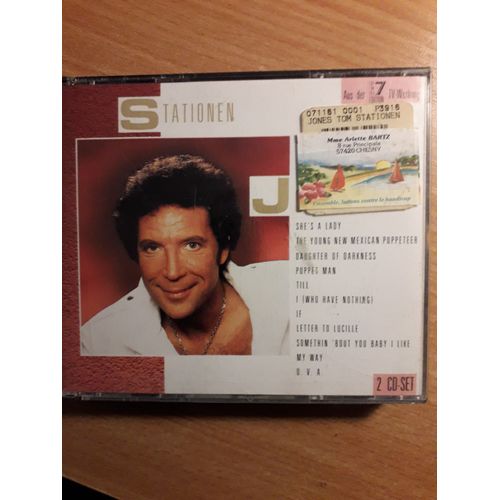 STATIONEN
Aus der 7 TV-Werbung
071161 0001 P3916
JONES TOM STATIONEN
Mme Arlette BARTZ
8 rue Principale
57420 CHESNY
Ensemble, luttons contre le handicap
J
SHE'S A LADY
THE YOUNG NEW MEXICAN PUPPETEER
DAUGHTER OF DARKNESS
PUPPET MAN
TILL
I (WHO HAVE NOTHING)
IF
LETTER TO LUCILLE
SOMETHIN 'BOUT YOU BABY I LIKE
MY WAY
U. V. A.
2 CD-SET